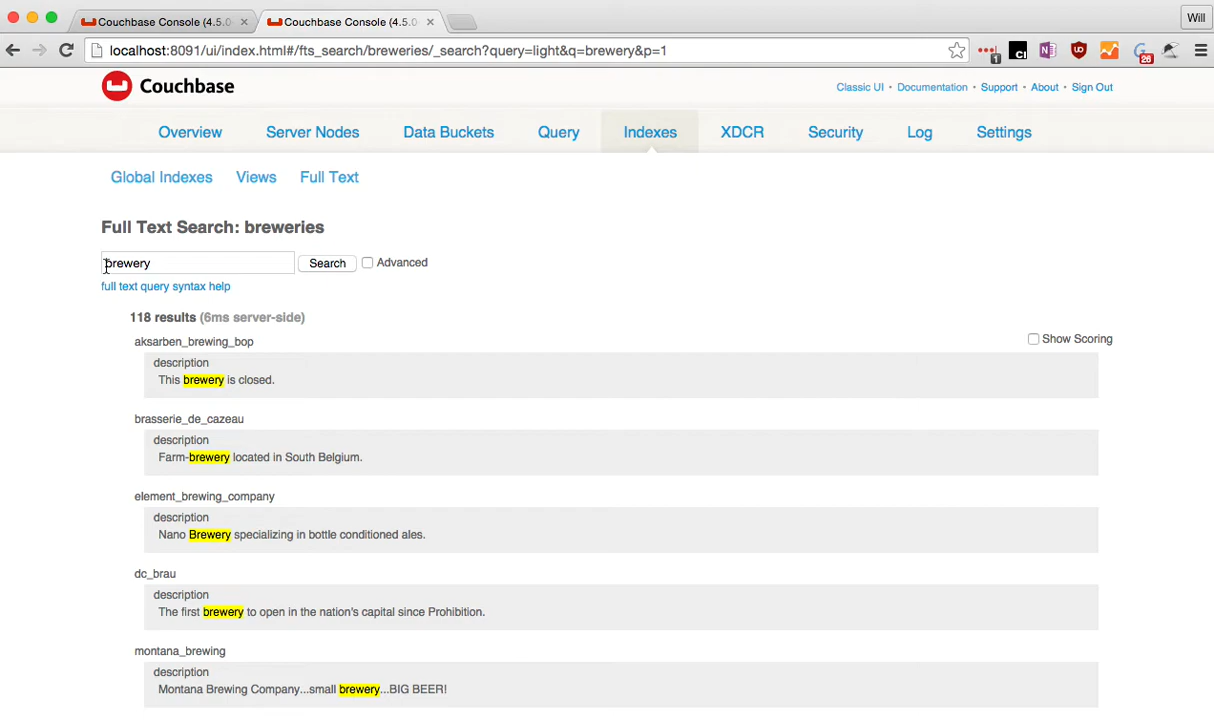 Couchbase Console (4.5.0
Couchbase Console (4.5.0
Will
localhost:8091/ui/index.html#/fts_search/breweries/_search?query=light&q=brewery&p=1
1
CI
N
26
Couchbase
Classic UI • Documentation • Support • About • Sign Out
Overview Server Nodes Data Buckets Query Indexes XDCR Security Log Settings
Global Indexes Views Full Text
Full Text Search: breweries
brewery Search Advanced
full text query syntax help
118 results (6ms server-side)
aksarben_brewing_bop
Show Scoring
description
This brewery is closed.
brasserie_de_cazeau
description
Farm-brewery located in South Belgium.
element_brewing_company
description
Nano Brewery specializing in bottle conditioned ales.
dc_brau
description
The first brewery to open in the nation's capital since Prohibition.
montana_brewing
description
Montana Brewing Company...small brewery...BIG BEER!